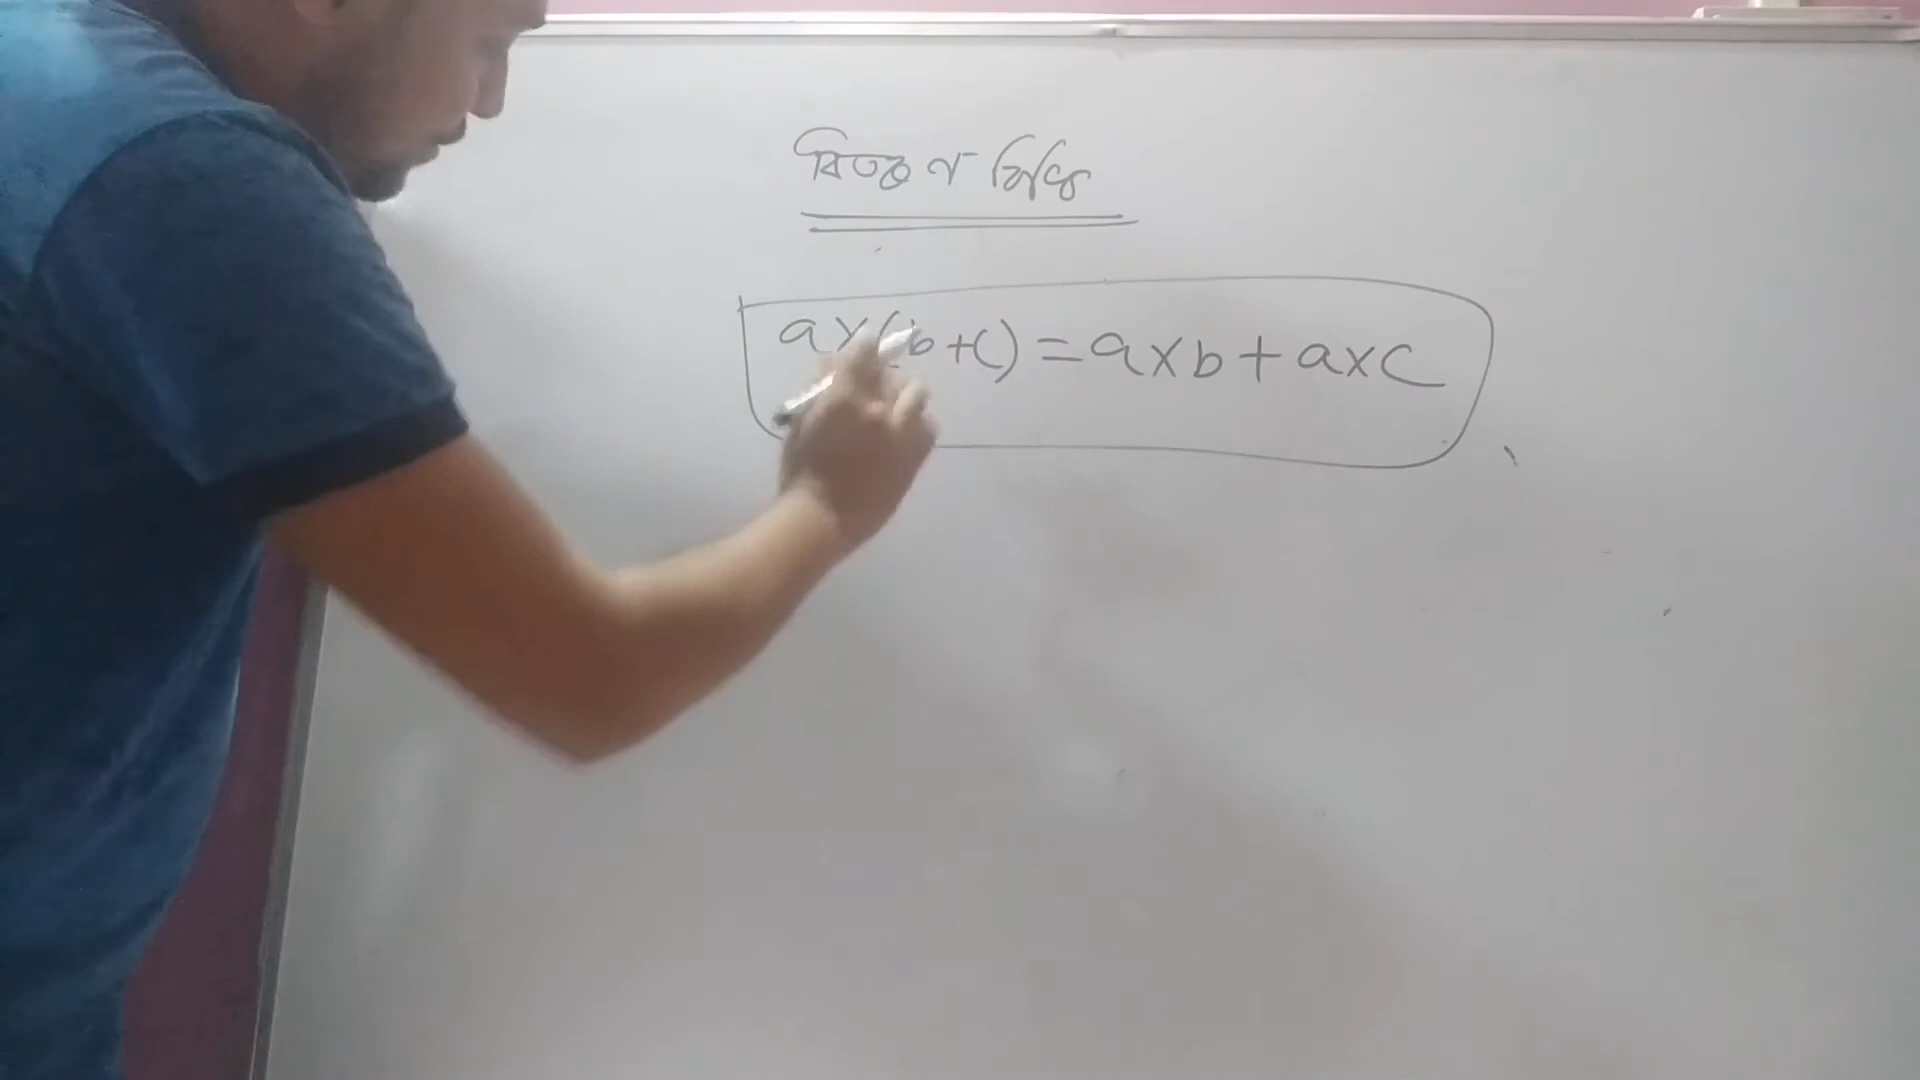 বিতরণ বিধি
a×(b+c) = a×b + a×c